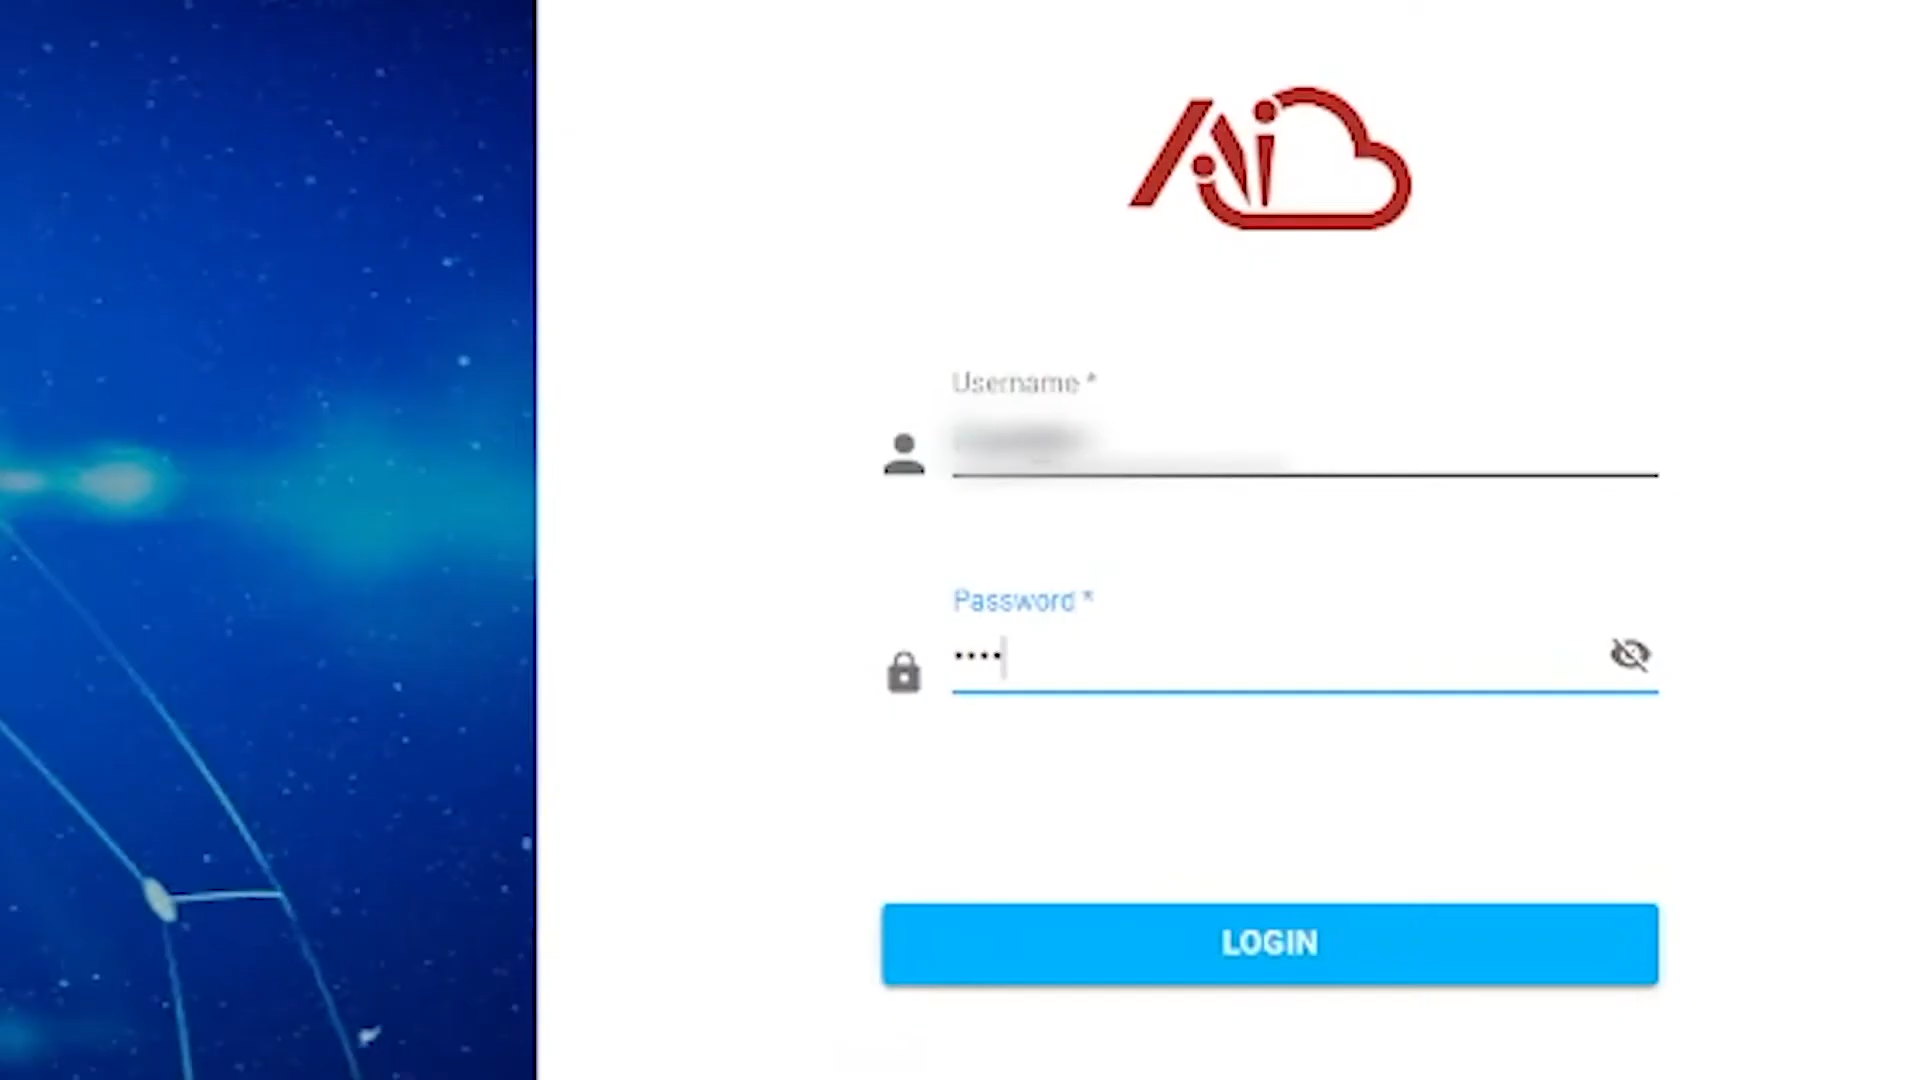 Ai
Username *
Password *
••••
LOGIN